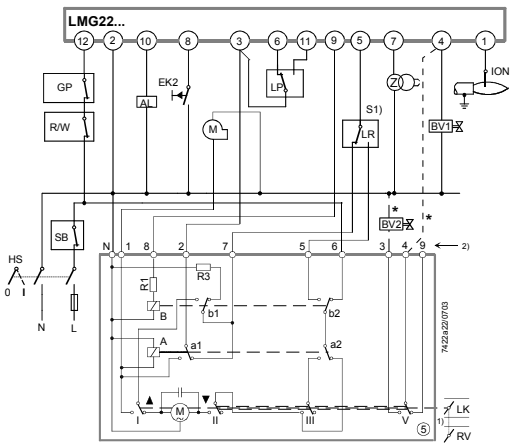 LMG22...
12 2 10 8 3 6 11 9 5 7 4 1
ION
GP
EK2
LP
Z
AL
S1)
R/W
M
LR
BV1
*
*
SB
BV2
HS
N 1 8 2 7 5 6 3 4 9
2)
0 I
R3
R1
N L
B b1 b2
7422a22/0703
A a1 a2
LK
I M II III V
1)
5
RV